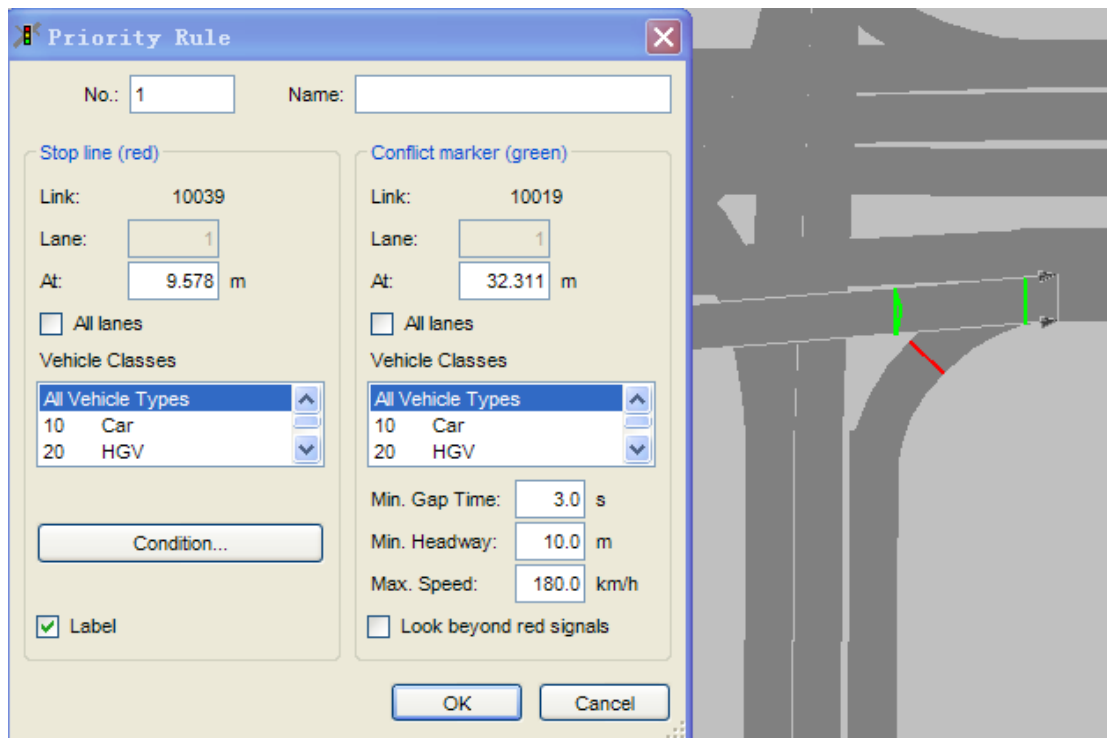 Priority Rule
No.: 1 Name:
Stop line (red)
Link: 10039
Lane: 1
At: 9.578 m
All lanes
Vehicle Classes
All Vehicle Types
10 Car
20 HGV
Condition...
Label
Conflict marker (green)
Link: 10019
Lane: 1
At: 32.311 m
All lanes
Vehicle Classes
All Vehicle Types
10 Car
20 HGV
Min. Gap Time: 3.0 s
Min. Headway: 10.0 m
Max. Speed: 180.0 km/h
Look beyond red signals
OK Cancel